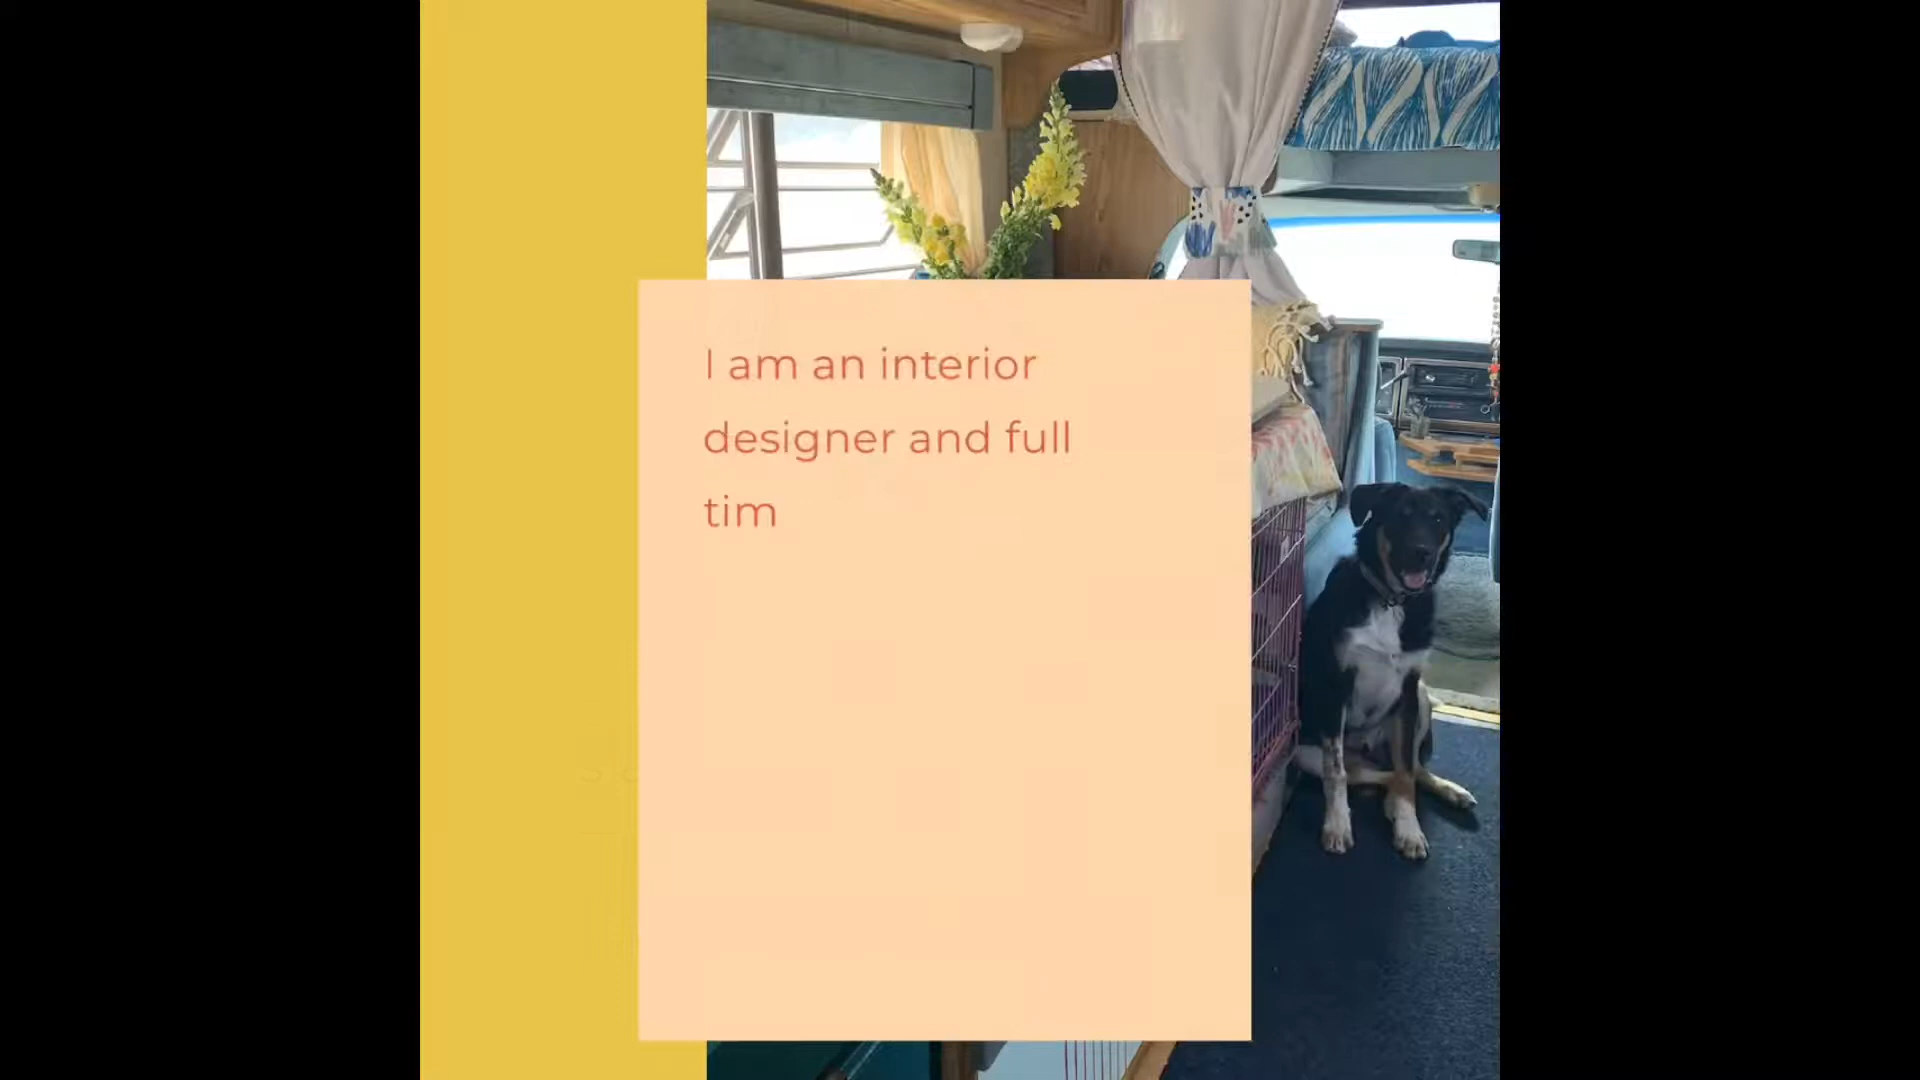 I am an interior
designer and full
tim